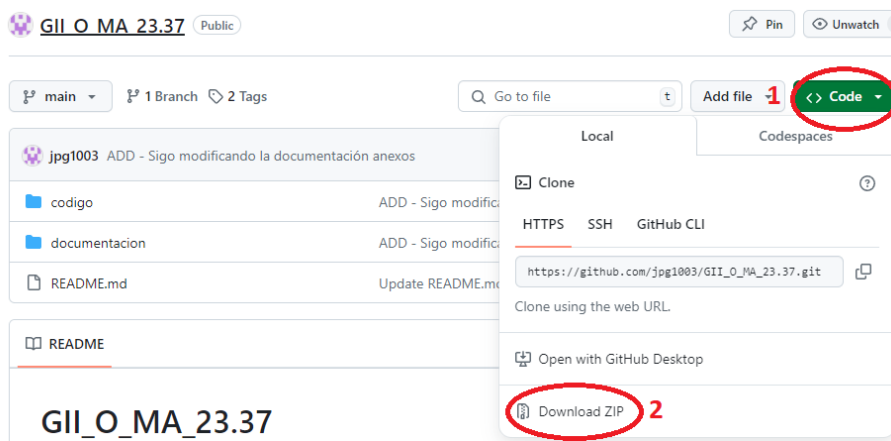 GII_O_MA_23.37 Public Pin Unwatch
main 1 Branch 2 Tags Go to file t Add file 1 <> Code
Local Codespaces
jpg1003 ADD - Sigo modificando la documentación anexos
Clone
codigo ADD - Sigo modifica
HTTPS SSH GitHub CLI
documentacion ADD - Sigo modifica
https://github.com/jpg1003/GII_O_MA_23.37.git
README.md Update README.md
Clone using the web URL.
README
Open with GitHub Desktop
Download ZIP 2
GII_O_MA_23.37